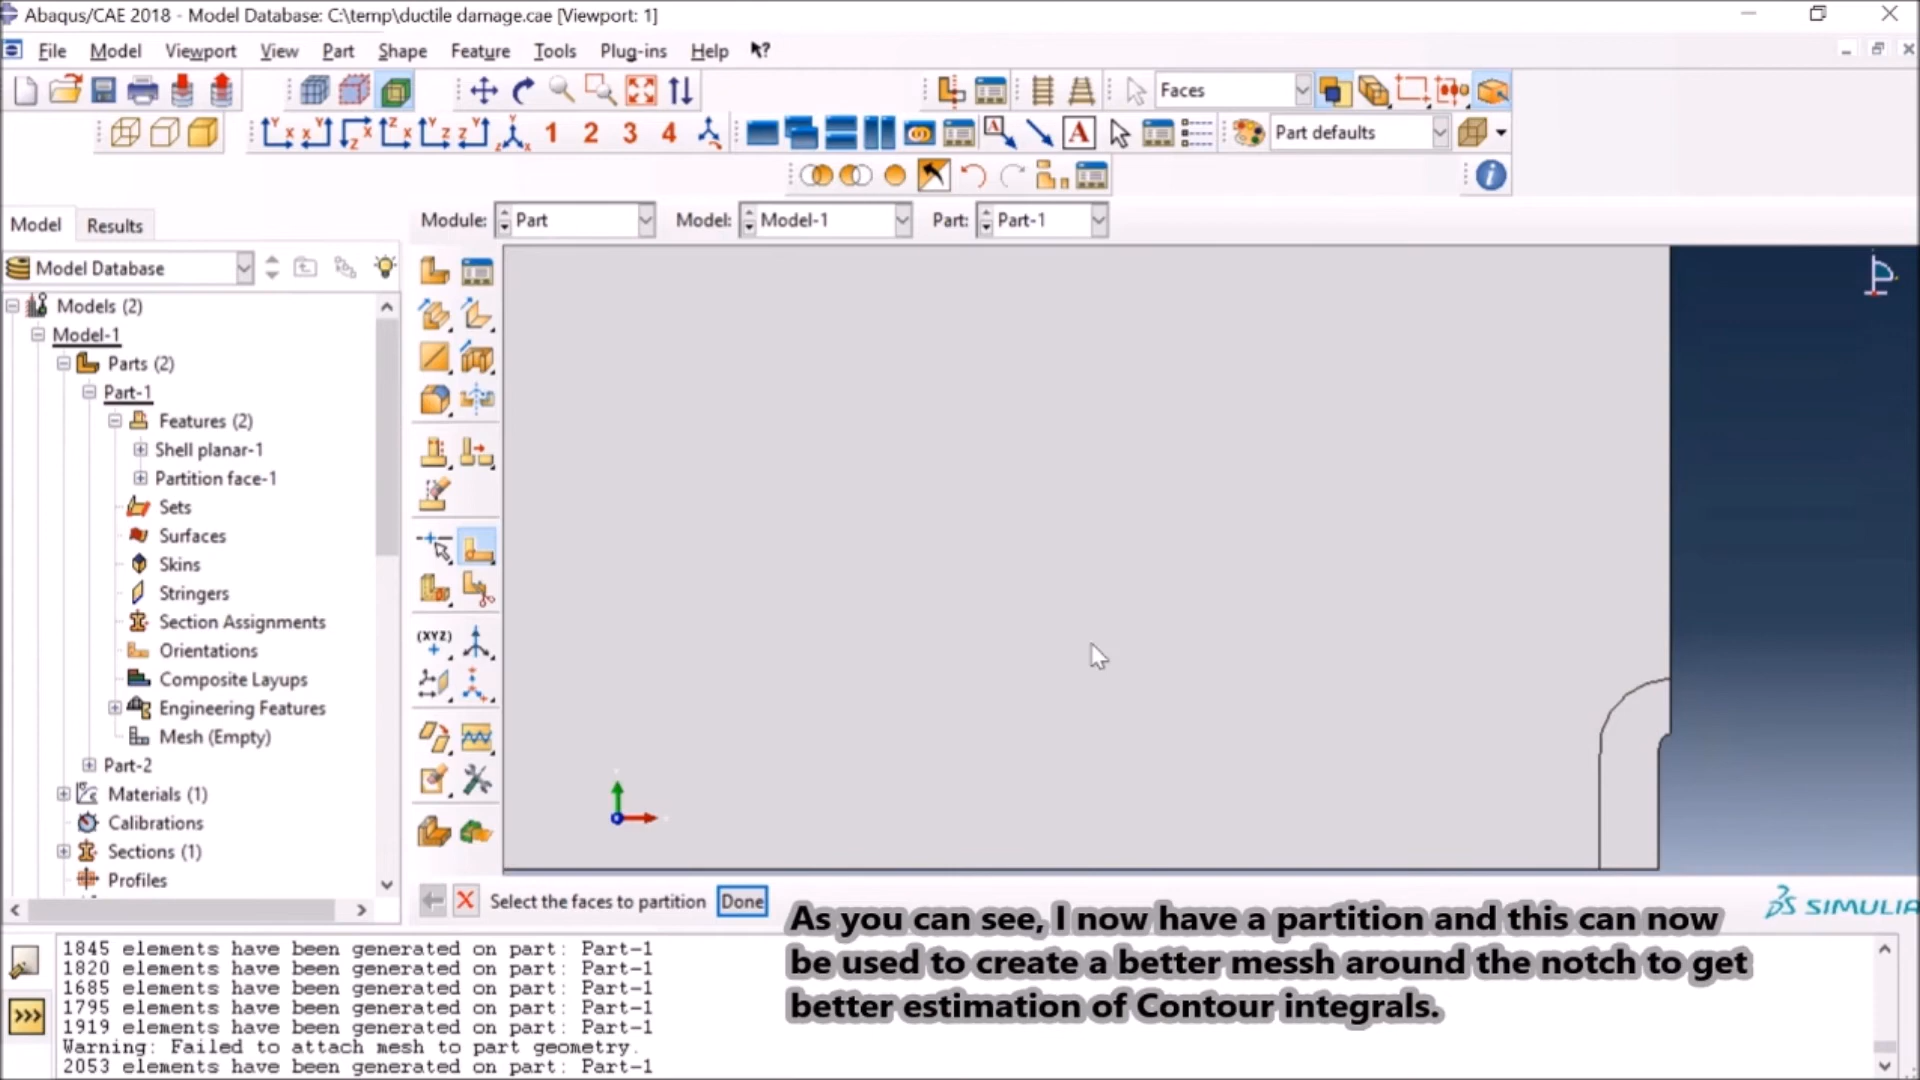 Abaqus/CAE 2018 - Model Database: C:\temp\ductile damage.cae [Viewport: 1]
File Model Viewport View Part Shape Feature Tools Plug-ins Help
Faces
1 2 3 4
A
A
Part defaults
Model Results
Module: Part Model: Model-1 Part: Part-1
Model Database
Models (2)
Model-1
Parts (2)
Part-1
Features (2)
Shell planar-1
Partition face-1
Sets
Surfaces
Skins
Stringers
Section Assignments
Orientations
Composite Layups
Engineering Features
Mesh (Empty)
Part-2
Materials (1)
Calibrations
Sections (1)
Profiles
(XYZ)
Select the faces to partition Done
SIMULIA
As you can see, I now have a partition and this can now
be used to create a better messh around the notch to get
better estimation of Contour integrals.
1845 elements have been generated on part: Part-1
1820 elements have been generated on part: Part-1
1685 elements have been generated on part: Part-1
1795 elements have been generated on part: Part-1
1919 elements have been generated on part: Part-1
Warning: Failed to attach mesh to part geometry.
2053 elements have been generated on part: Part-1
>>>